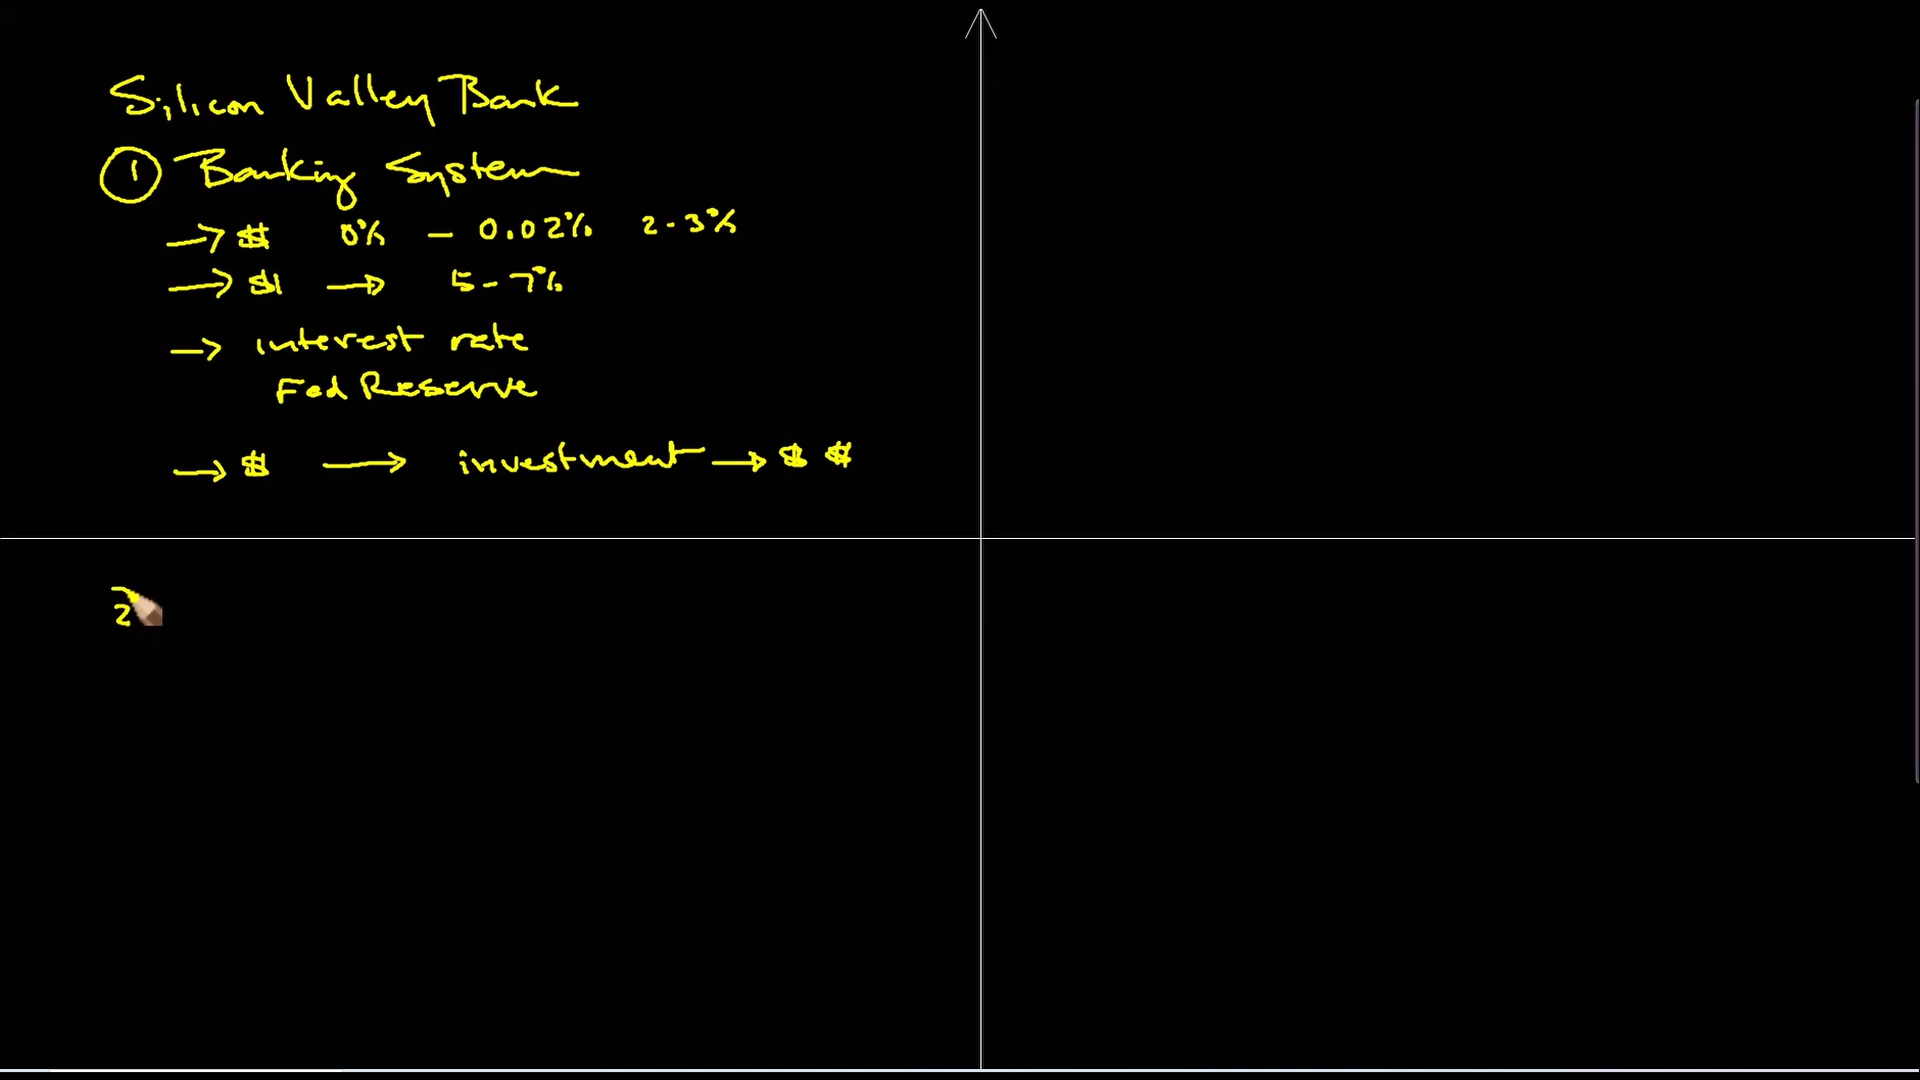 Silicon Valley Bank
① Banking System
→ $ 0% - 0.02% 2-3%
→ $1 → 5-7%
→ interest rate
Fed Reserve
→ $ → investment → $ $
2